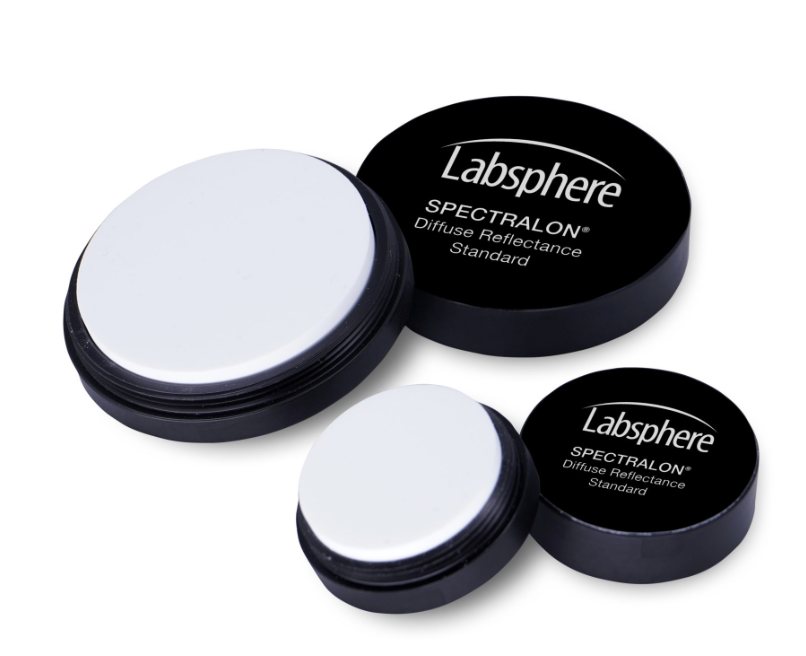 Labsphere
SPECTRALON®
Diffuse Reflectance
Standard
Labsphere
SPECTRALON®
Diffuse Reflectance
Standard